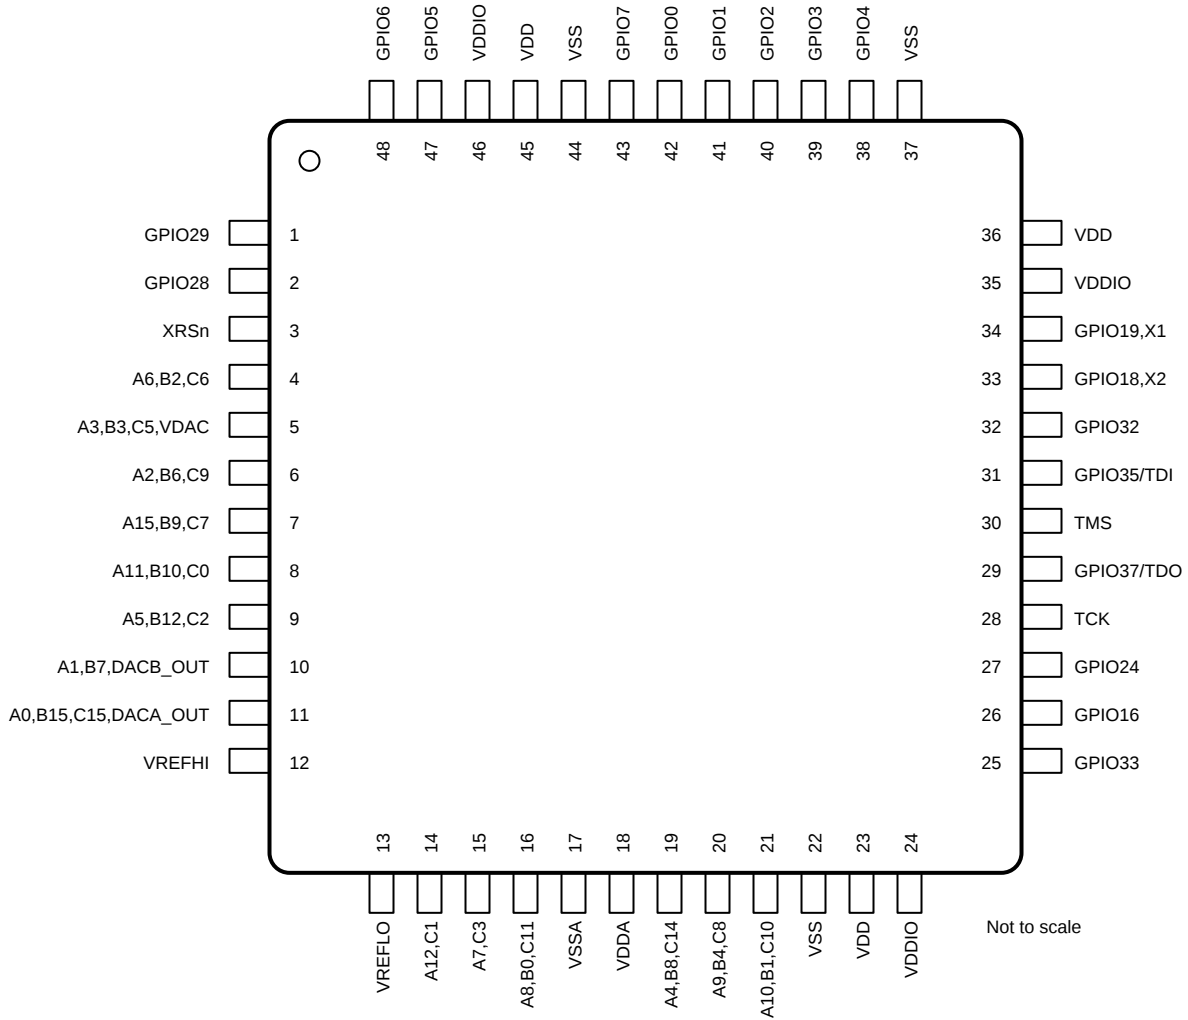 GPIO6
GPIO5
VDDIO
VDD
VSS
GPIO7
GPIO0
GPIO1
GPIO2
GPIO3
GPIO4
VSS
48
47
46
45
44
43
42
41
40
39
38
37
GPIO29 1 36 VDD
GPIO28 2 35 VDDIO
XRSn 3 34 GPIO19,X1
A6,B2,C6 4 33 GPIO18,X2
A3,B3,C5,VDAC 5 32 GPIO32
A2,B6,C9 6 31 GPIO35/TDI
A15,B9,C7 7 30 TMS
A11,B10,C0 8 29 GPIO37/TDO
A5,B12,C2 9 28 TCK
A1,B7,DACB_OUT 10 27 GPIO24
A0,B15,C15,DACA_OUT 11 26 GPIO16
VREFHI 12 25 GPIO33
13
14
15
16
17
18
19
20
21
22
23
24
VREFLO
A12,C1
A7,C3
A8,B0,C11
VSSA
VDDA
A4,B8,C14
A9,B4,C8
A10,B1,C10
VSS
VDD
VDDIO
Not to scale